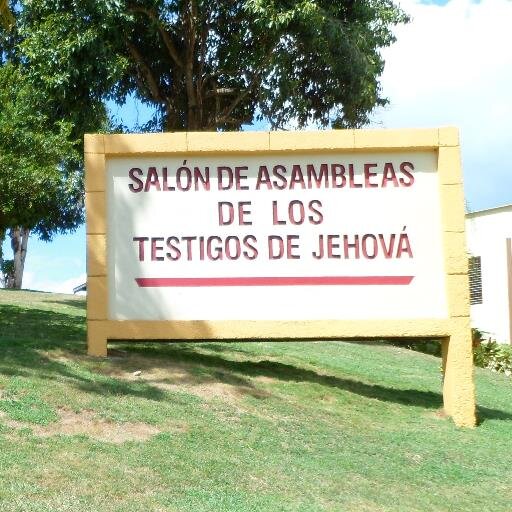 SALÓN DE ASAMBLEAS
DE LOS
TESTIGOS DE JEHOVÁ